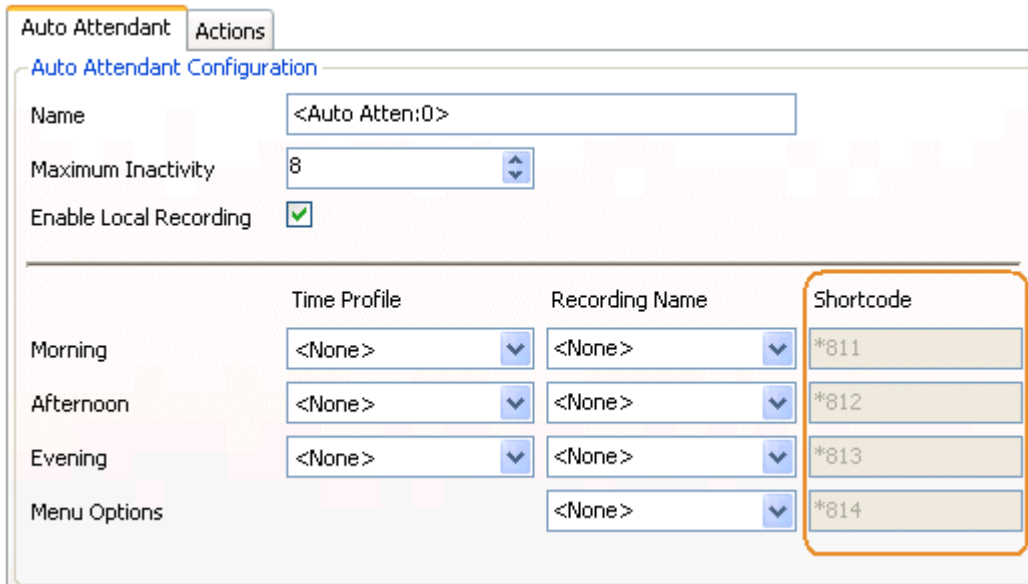 Auto Attendant Actions
Auto Attendant Configuration
Name <Auto Atten:0>
Maximum Inactivity 8
Enable Local Recording
Time Profile Recording Name Shortcode
Morning <None> <None> *811
Afternoon <None> <None> *812
Evening <None> <None> *813
Menu Options <None> *814